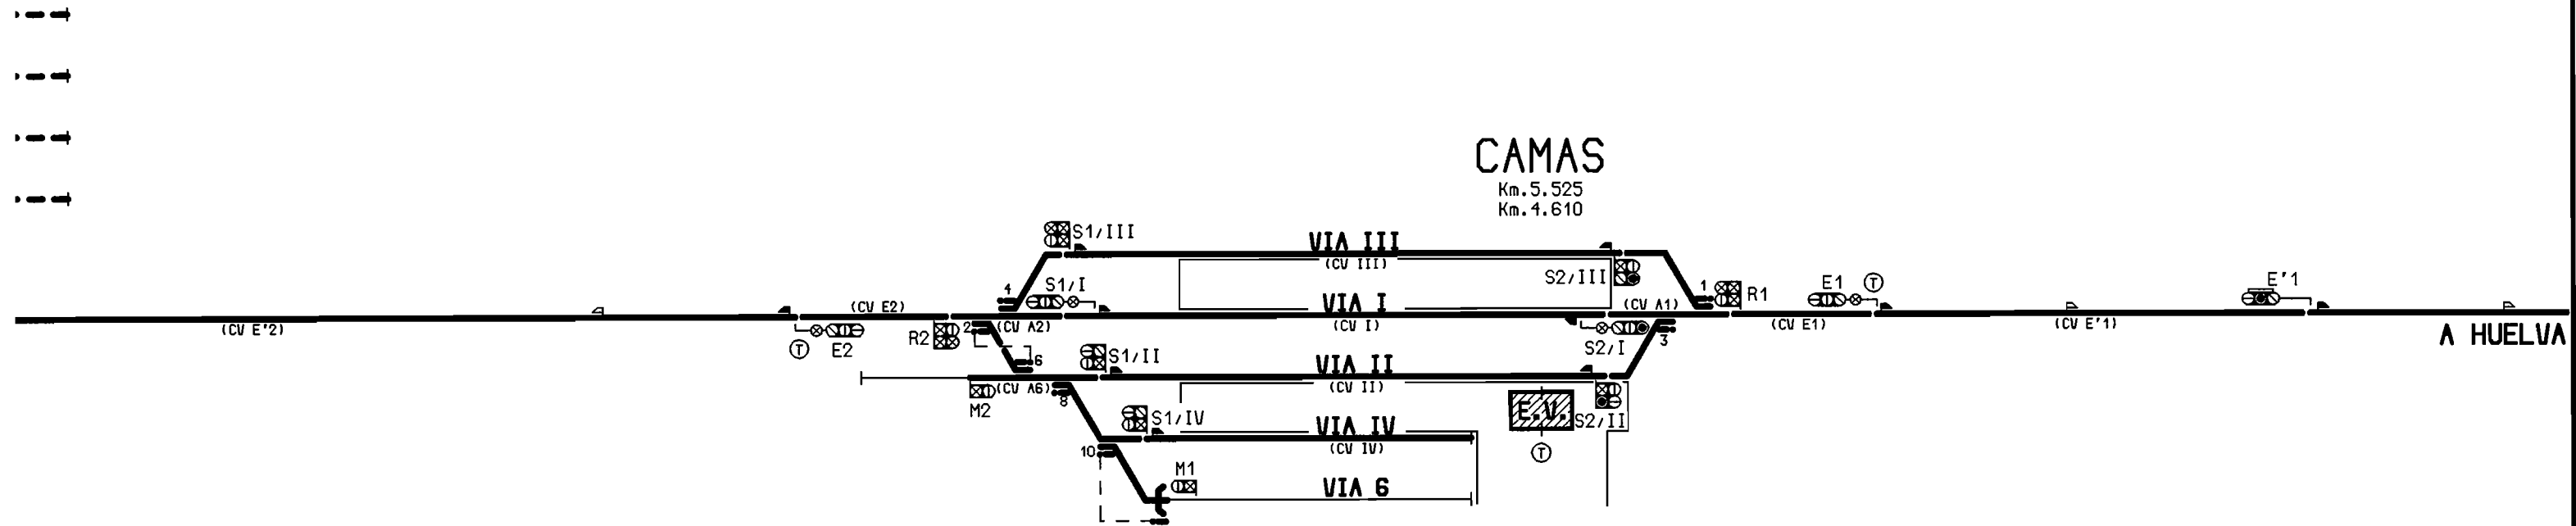 CAMAS
Km.5.525
Km.4.610
S1/III
VIA III
(CV III)
S2/III
4
S1/I
VIA I
(CV I)
(CV A1)
1
R1
E1
T
E'1
(CV E'2)
(CV E2)
T
E2
R2
2
(CV A2)
S2/I
3
(CV E1)
(CV E'1)
A HUELVA
6
S1/II
VIA II
(CV II)
M2
(CV A6)
8
E.V.
S2/II
T
S1/IV
VIA IV
(CV IV)
10
M1
VIA 6